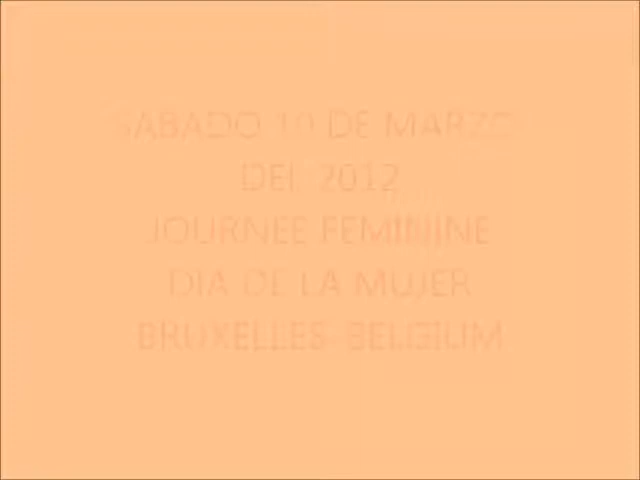 SABADO 10 DE MARZO
DEL 2012
JOURNEE FEMININE
DIA DE LA MUJER
BRUXELLES-BELGIUM